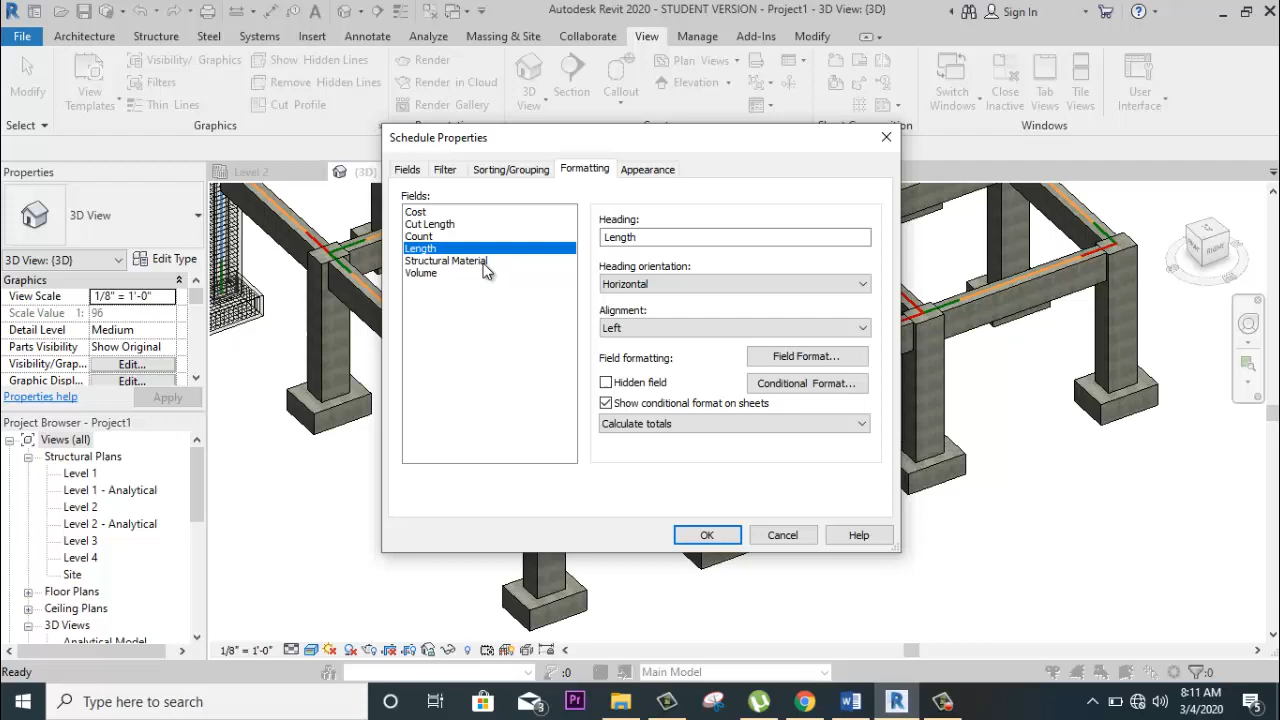 Autodesk Revit 2020 - STUDENT VERSION - Project1 - 3D View: {3D}
Sign In
File
Architecture
Structure
Steel
Systems
Insert
Annotate
Analyze
Massing & Site
Collaborate
View
Manage
Add-Ins
Modify
Modify
View
Templates
Visibility/ Graphics
Filters
Thin Lines
Show Hidden Lines
Remove Hidden Lines
Cut Profile
Render
Render in Cloud
Render Gallery
3D
View
Section
Callout
Plan Views
Elevation
Switch
Windows
Close
Inactive
Tab
Views
Tile
Views
User
Interface
Select
Graphics
Windows
Properties
Level 2
{3D}
3D View
3D View: {3D}
Edit Type
Graphics
View Scale
1/8" = 1'-0"
Scale Value 1:
96
Detail Level
Medium
Parts Visibility
Show Original
Visibility/Grap...
Edit...
Graphic Displ...
Edit...
Properties help
Apply
Project Browser - Project1
Views (all)
Structural Plans
Level 1
Level 1 - Analytical
Level 2
Level 2 - Analytical
Level 3
Level 4
Site
Floor Plans
Ceiling Plans
3D Views
Analytical Model
Schedule Properties
Fields
Filter
Sorting/Grouping
Formatting
Appearance
Fields:
Cost
Cut Length
Count
Length
Structural Material
Volume
Heading:
Length
Heading orientation:
Horizontal
Alignment:
Left
Field formatting:
Field Format...
Hidden field
Conditional Format...
Show conditional format on sheets
Calculate totals
OK
Cancel
Help
FRONT
RIGHT
1/8" = 1'-0"
Ready
:0
Main Model
:0
Type here to search
3
Pr
W
R
8:11 AM
3/4/2020
5